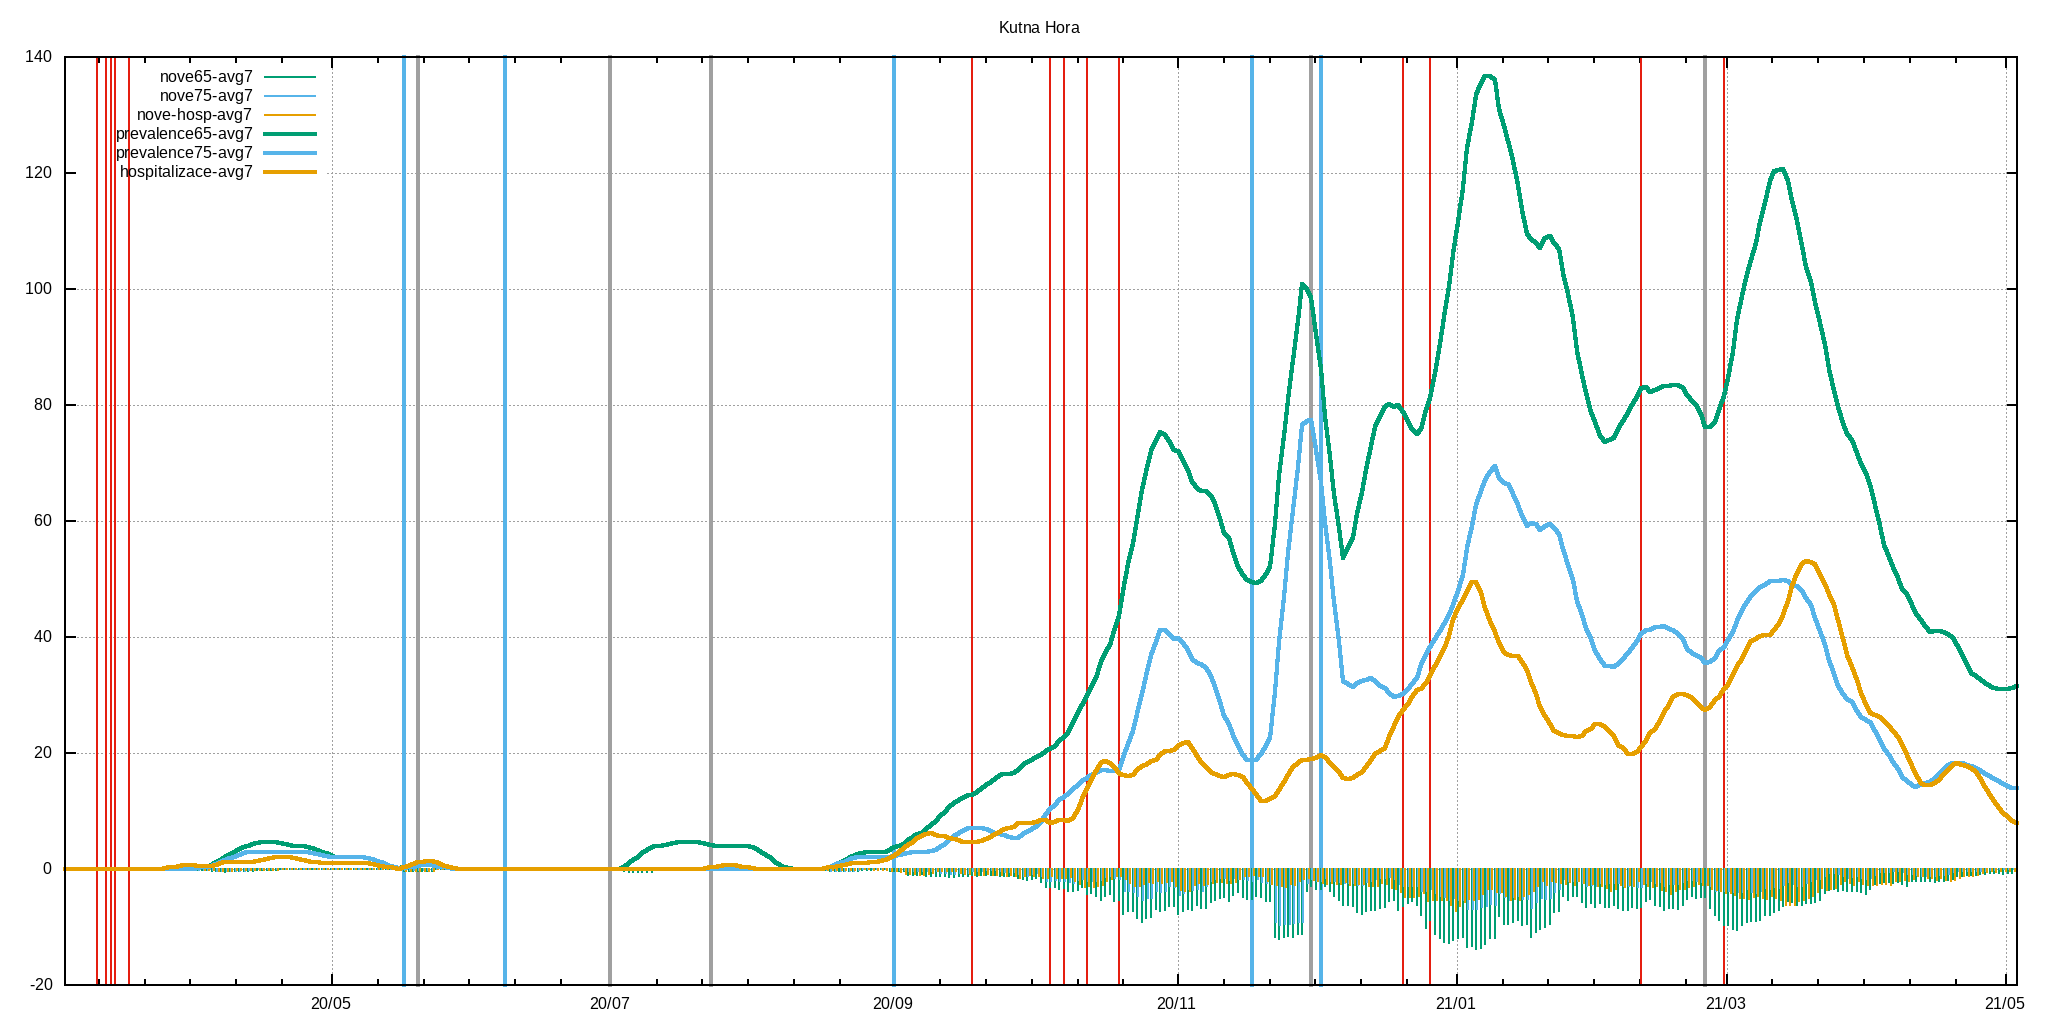 Kutna Hora
140
120
100
80
60
40
20
0
-20
nove65-avg7
nove75-avg7
nove-hosp-avg7
prevalence65-avg7
prevalence75-avg7
hospitalizace-avg7
20/05 20/07 20/09 20/11 21/01 21/03 21/05